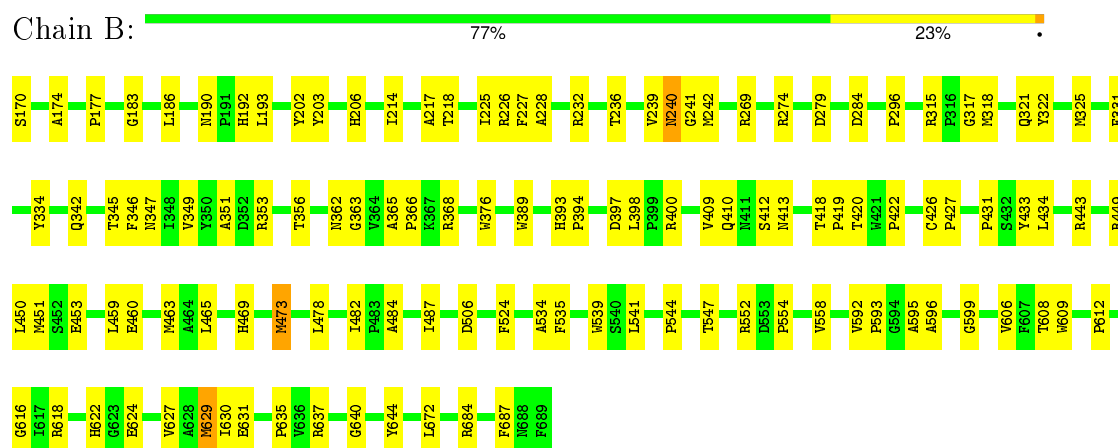 Chain B:
77% 23% •
S170 A174 P177 G183 L186 N190 P191 H192 L193 Y202 Y203 H206 I214 A217 T218 I225 R226 F227 A228 R232 T236 V239 N240 G241 M242 R269 R274 D279 D284 P296 R315 P316 G317 M318 Q321 Y322 M325
Y334 Q342 T345 F346 N347 I348 V349 Y350 A351 D352 R353 T356 N362 G363 V364 A365 P366 K367 R368 W376 W389 H393 P394 D397 L398 P399 R400 V409 Q410 N411 S412 N413 T418 P419 T420 W421 P422 C426 P427 P431 S432 Y433 L434 R443
L450 M451 S452 E453 L459 E460 M463 A464 L465 H469 M473 L478 I482 P483 A484 I487 D506 F524 A534 F535 W539 S540 L541 P544 T547 R552 D553 P554 V558 V592 P593 G594 A595 A596 G599 V606 F607 T608 W609 P612
G616 I617 R618 H622 G623 E624 V627 A628 M629 I630 E631 P635 V636 R637 G640 Y644 L672 R684 F687 N688 F689